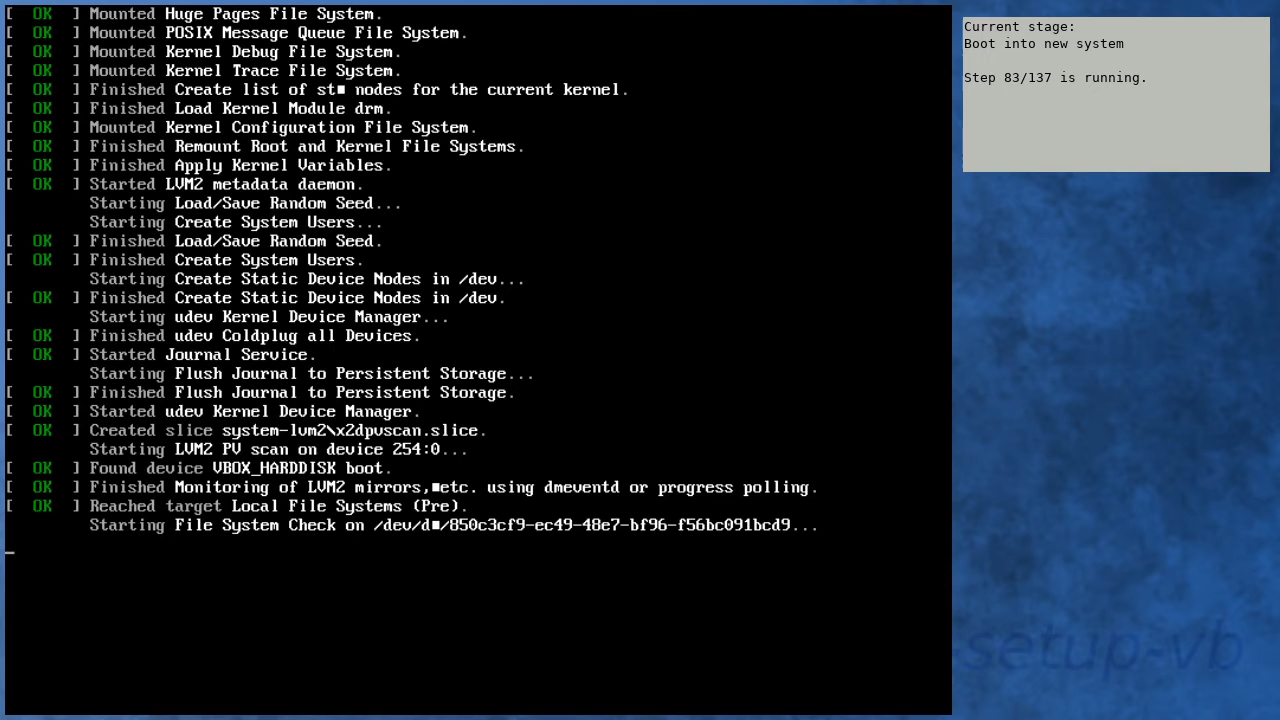 [  OK  ] Mounted Huge Pages File System.
[  OK  ] Mounted POSIX Message Queue File System.
[  OK  ] Mounted Kernel Debug File System.
[  OK  ] Mounted Kernel Trace File System.
[  OK  ] Finished Create list of st■ nodes for the current kernel.
[  OK  ] Finished Load Kernel Module drm.
[  OK  ] Mounted Kernel Configuration File System.
[  OK  ] Finished Remount Root and Kernel File Systems.
[  OK  ] Finished Apply Kernel Variables.
[  OK  ] Started LVM2 metadata daemon.
Starting Load/Save Random Seed...
Starting Create System Users...
[  OK  ] Finished Load/Save Random Seed.
[  OK  ] Finished Create System Users.
Starting Create Static Device Nodes in /dev...
[  OK  ] Finished Create Static Device Nodes in /dev.
Starting udev Kernel Device Manager...
[  OK  ] Finished udev Coldplug all Devices.
[  OK  ] Started Journal Service.
Starting Flush Journal to Persistent Storage...
[  OK  ] Finished Flush Journal to Persistent Storage.
[  OK  ] Started udev Kernel Device Manager.
[  OK  ] Created slice system-lvm2\x2dpvscan.slice.
Starting LVM2 PV scan on device 254:0...
[  OK  ] Found device VBOX_HARDDISK boot.
[  OK  ] Finished Monitoring of LVM2 mirrors,■etc. using dmeventd or progress polling.
[  OK  ] Reached target Local File Systems (Pre).
Starting File System Check on /dev/d■/850c3cf9-ec49-48e7-bf96-f56bc091bcd9...
_
Current stage:
Boot into new system
Step 83/137 is running.
setup-vb